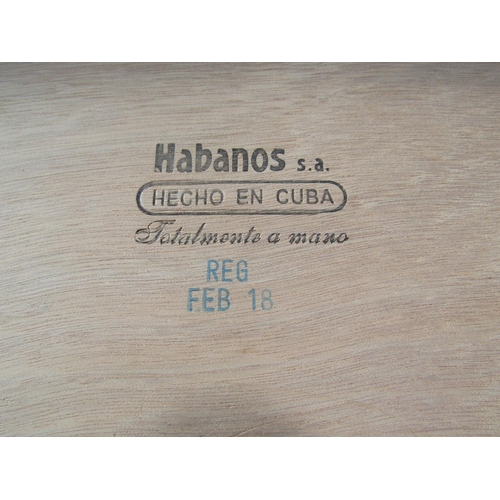 Habanos s.a.
HECHO EN CUBA
Totalmente a mano
REG
FEB 18